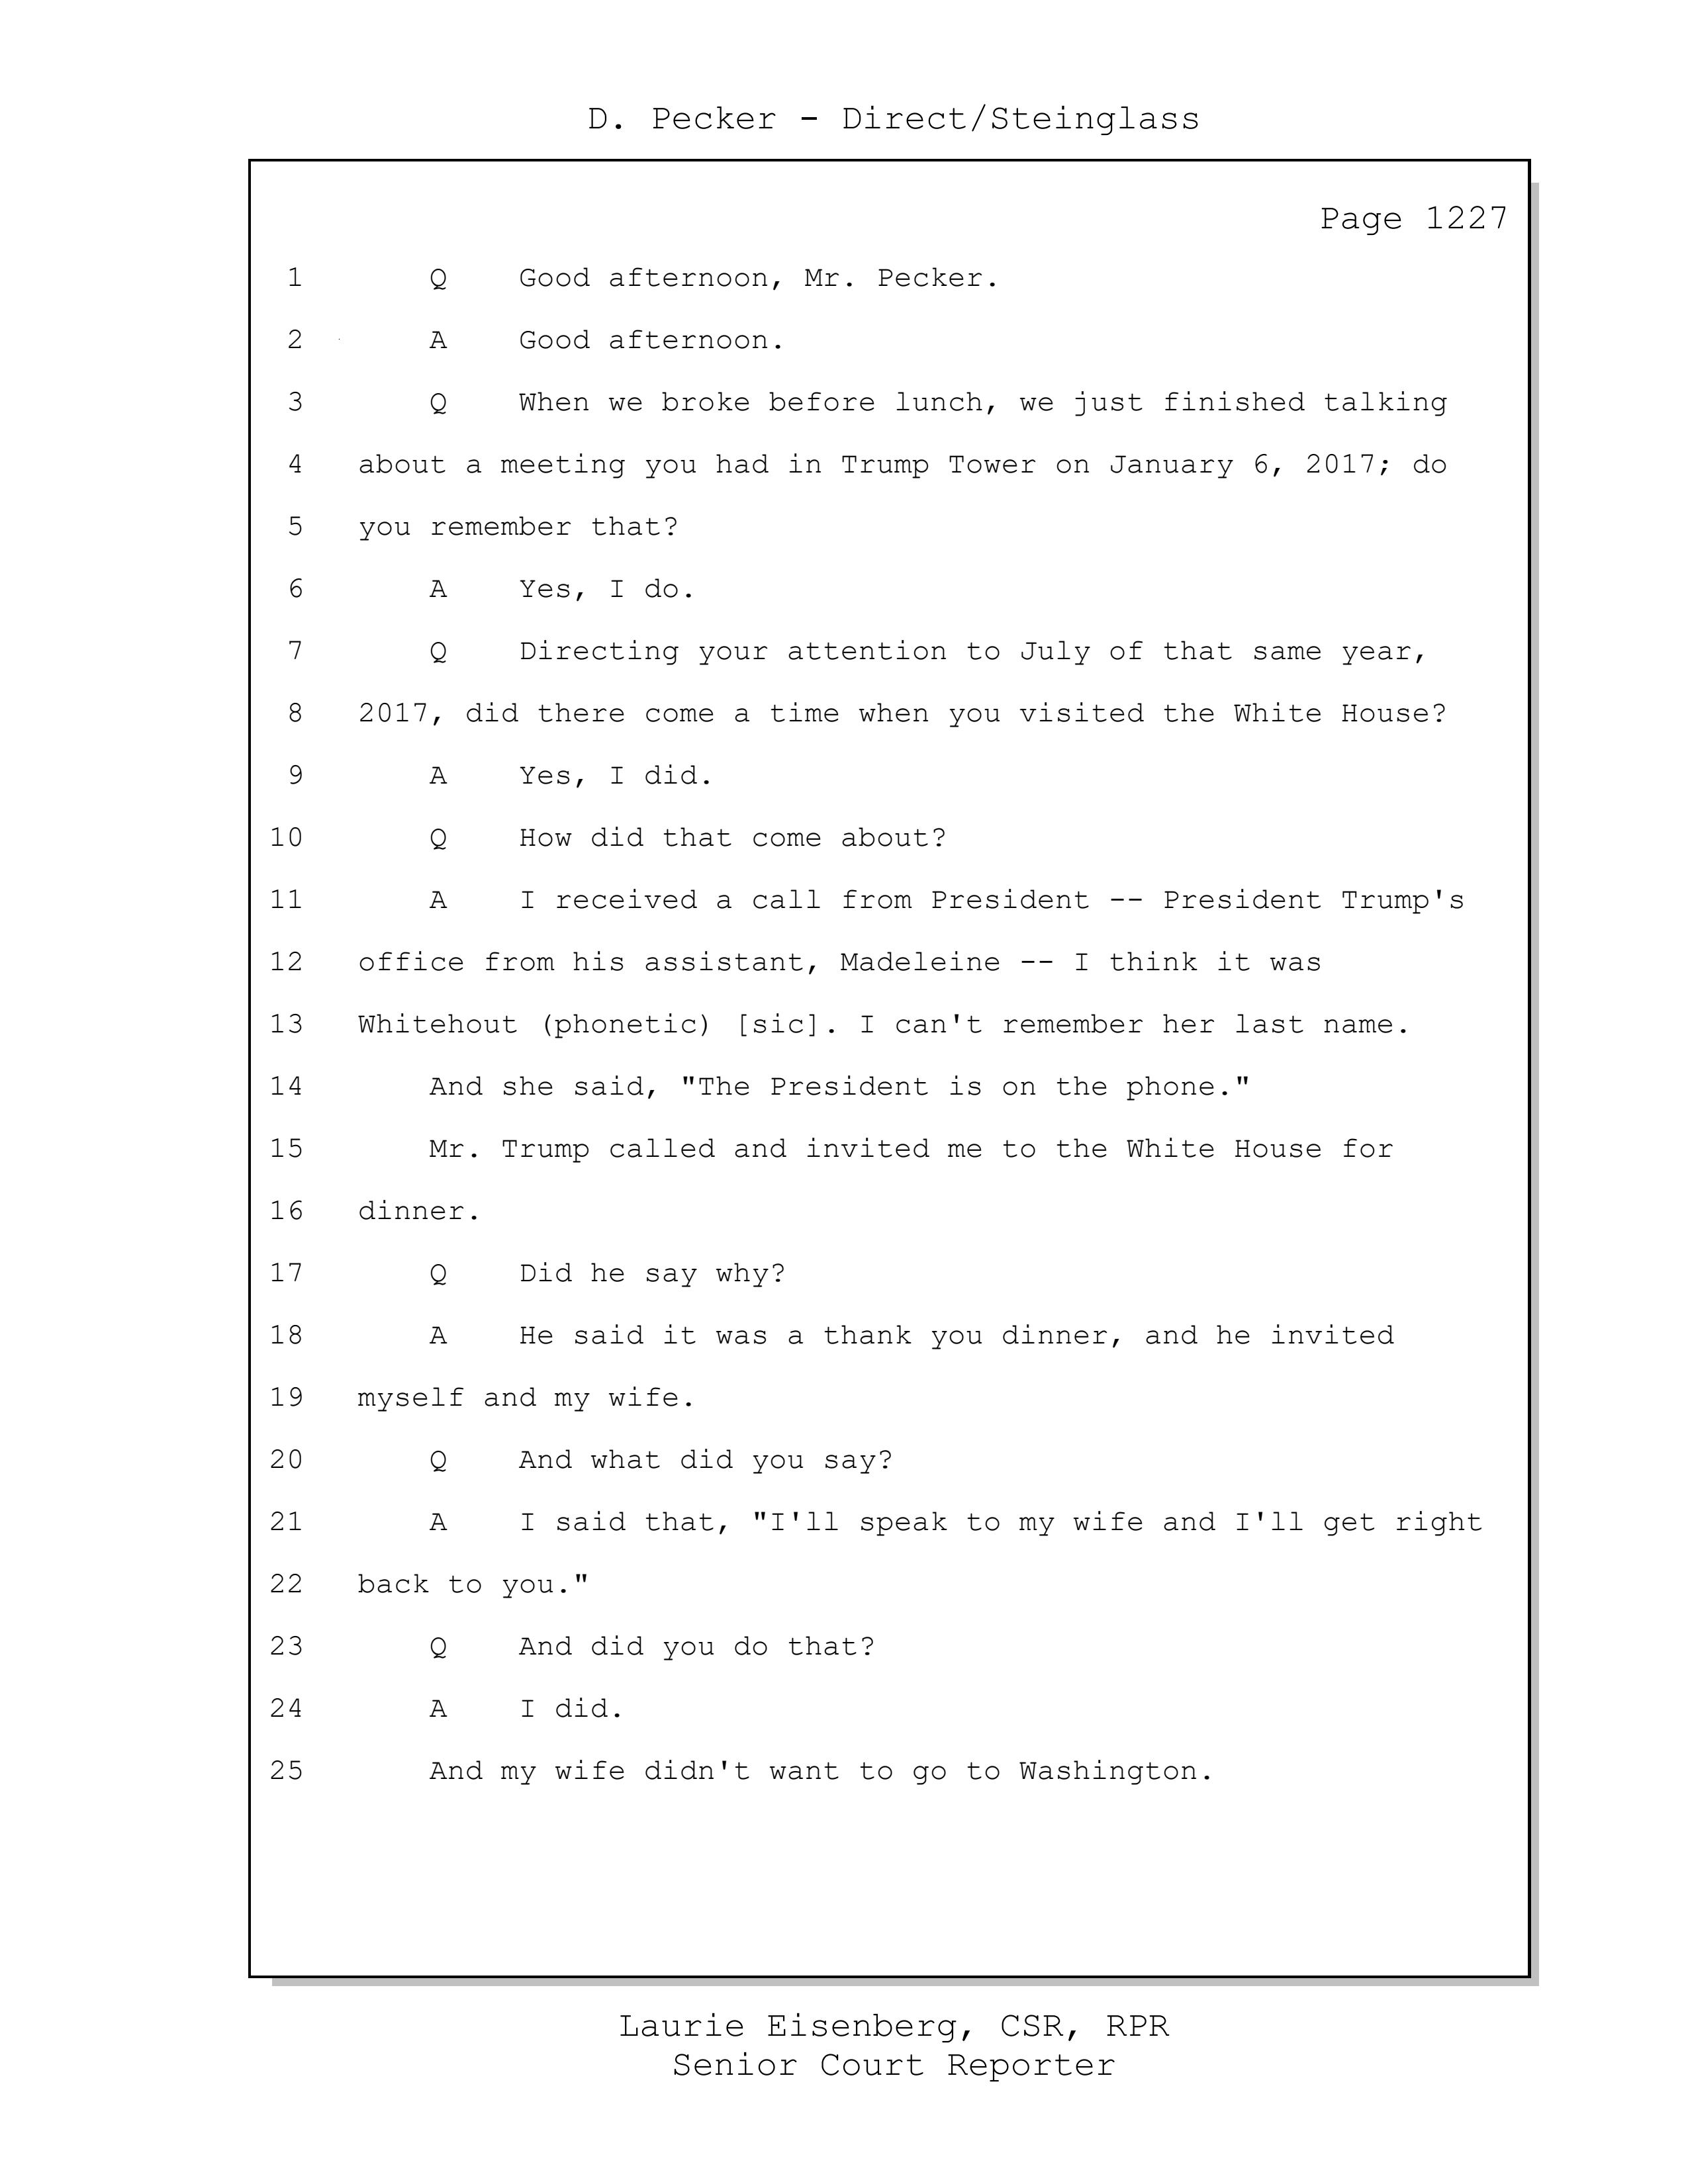 D. Pecker - Direct/Steinglass
Page 1227
1 Q Good afternoon, Mr. Pecker.
2 A Good afternoon.
3 Q When we broke before lunch, we just finished talking
4 about a meeting you had in Trump Tower on January 6, 2017; do
5 you remember that?
6 A Yes, I do.
7 Q Directing your attention to July of that same year,
8 2017, did there come a time when you visited the White House?
9 A Yes, I did.
10 Q How did that come about?
11 A I received a call from President -- President Trump's
12 office from his assistant, Madeleine -- I think it was
13 Whitehout (phonetic) [sic]. I can't remember her last name.
14 And she said, "The President is on the phone."
15 Mr. Trump called and invited me to the White House for
16 dinner.
17 Q Did he say why?
18 A He said it was a thank you dinner, and he invited
19 myself and my wife.
20 Q And what did you say?
21 A I said that, "I'll speak to my wife and I'll get right
22 back to you."
23 Q And did you do that?
24 A I did.
25 And my wife didn't want to go to Washington.
Laurie Eisenberg, CSR, RPR
Senior Court Reporter